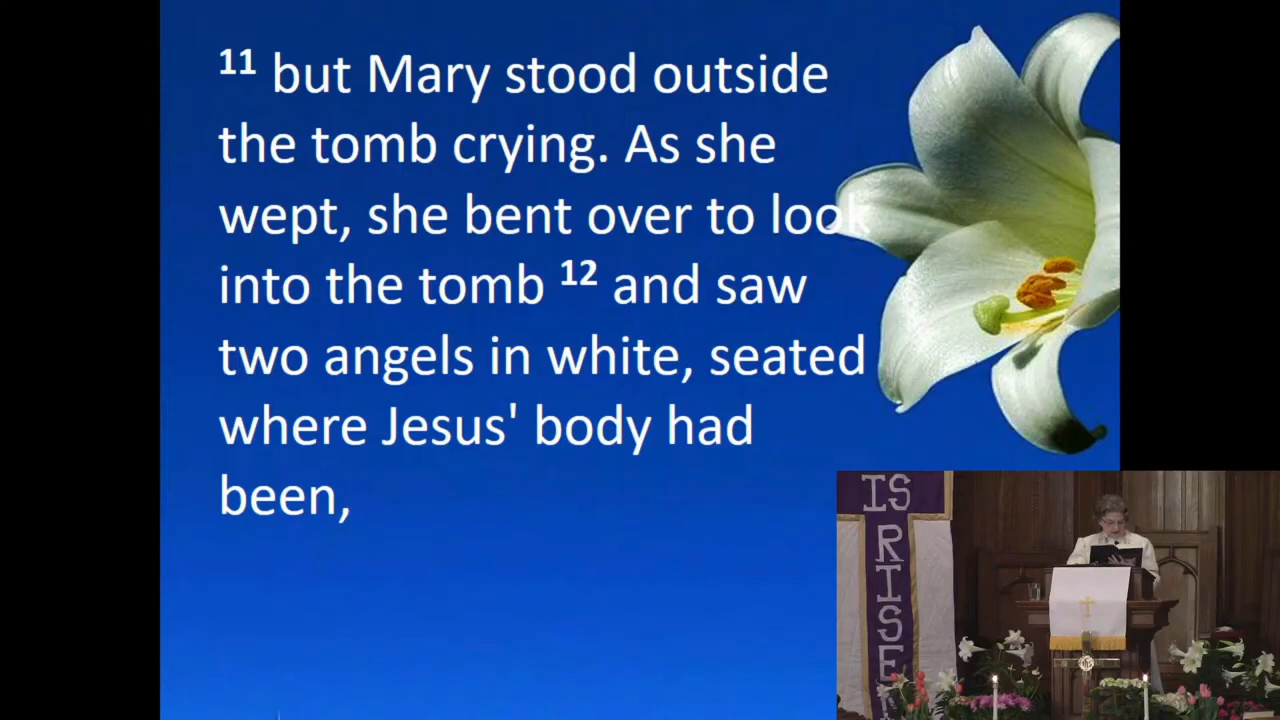 11 but Mary stood outside
the tomb crying. As she
wept, she bent over to look
into the tomb 12 and saw
two angels in white, seated
where Jesus' body had
been,
IS
RISE